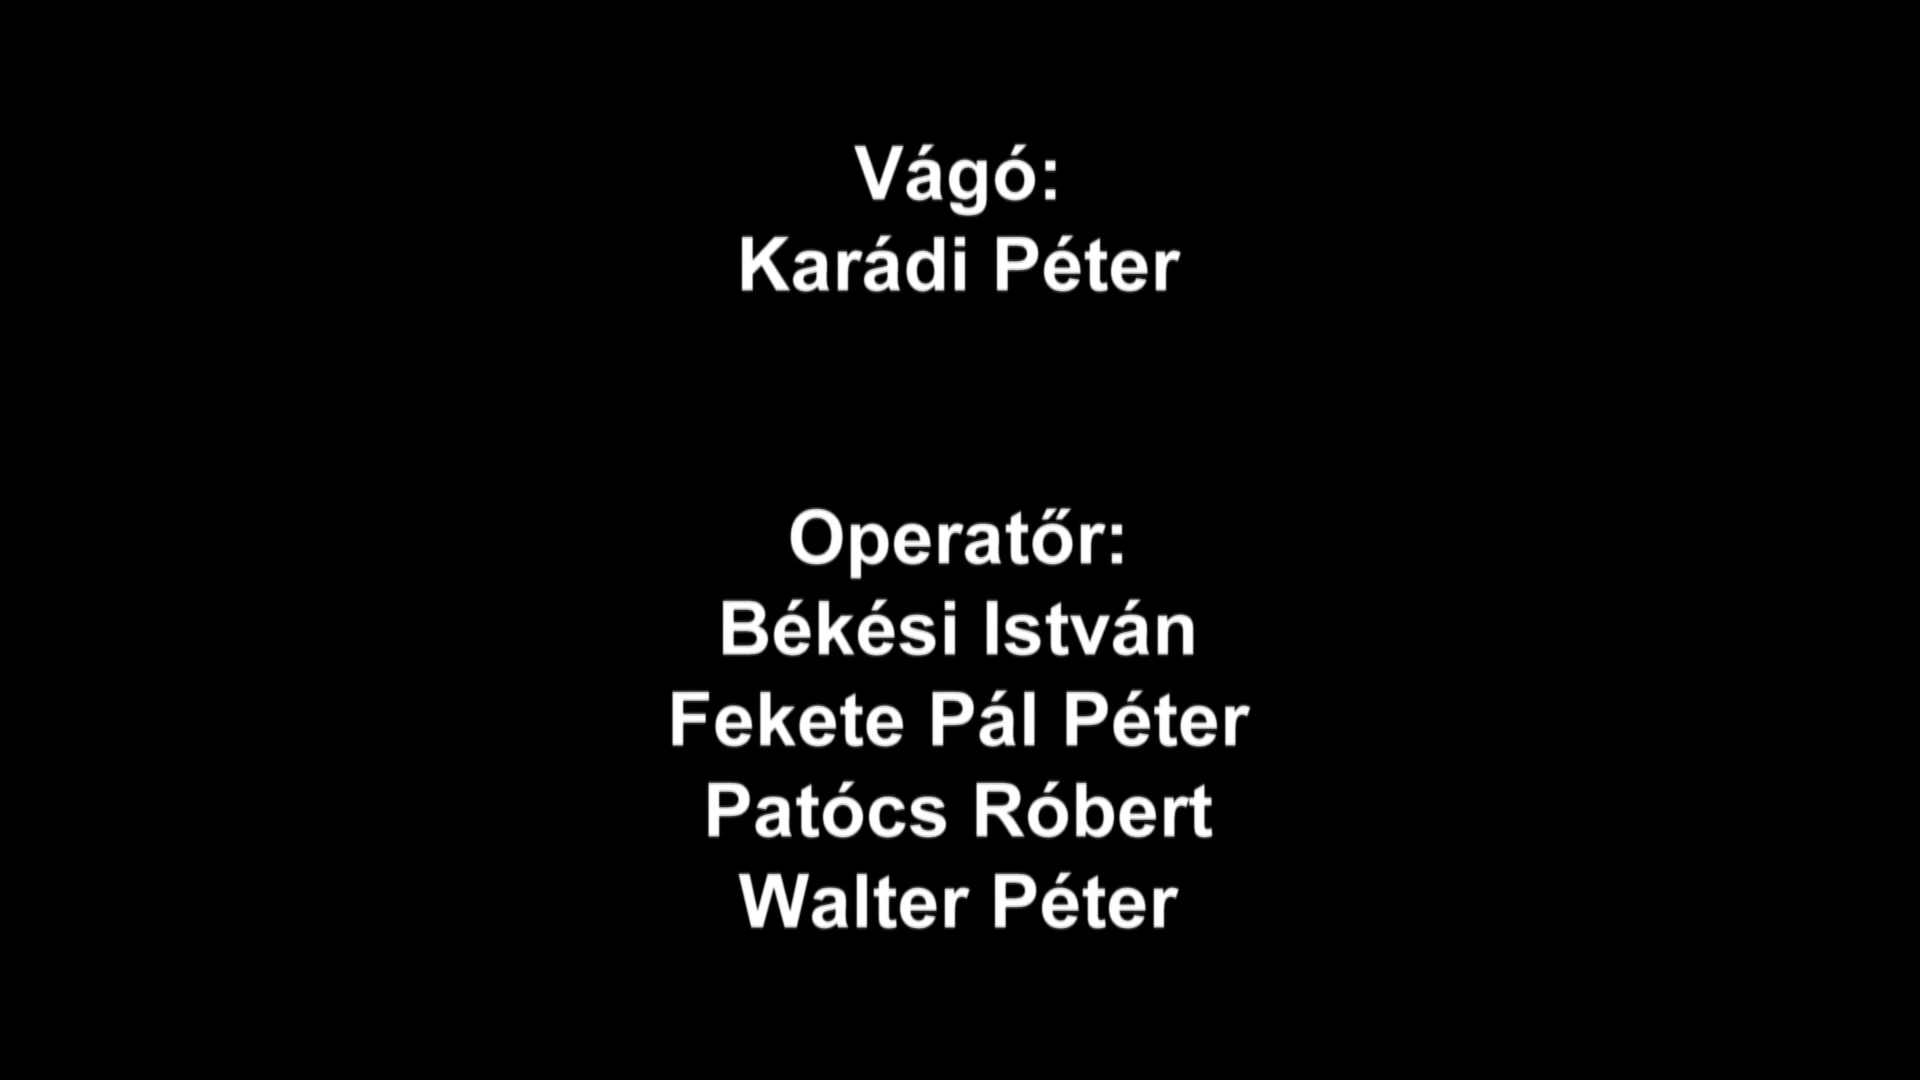 Vágó:
Karádi Péter
Operatőr:
Békési István
Fekete Pál Péter
Patócs Róbert
Walter Péter